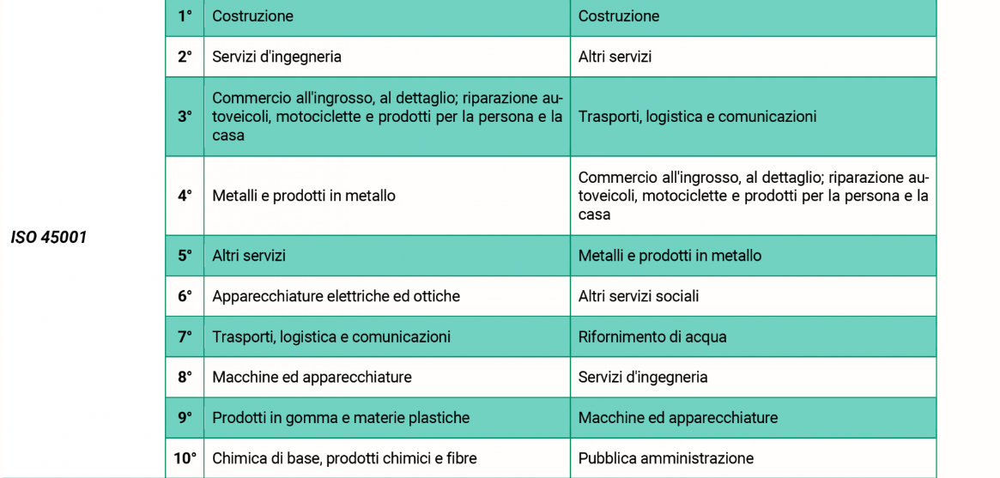 1° Costruzione Costruzione
2° Servizi d'ingegneria Altri servizi
Commercio all'ingrosso, al dettaglio; riparazione au-
3° toveicoli, motociclette e prodotti per la persona e la Trasporti, logistica e comunicazioni
casa
Commercio all'ingrosso, al dettaglio; riparazione au-
4° Metalli e prodotti in metallo toveicoli, motociclette e prodotti per la persona e la
casa
ISO 45001
5° Altri servizi Metalli e prodotti in metallo
6° Apparecchiature elettriche ed ottiche Altri servizi sociali
7° Trasporti, logistica e comunicazioni Rifornimento di acqua
8° Macchine ed apparecchiature Servizi d'ingegneria
9° Prodotti in gomma e materie plastiche Macchine ed apparecchiature
10° Chimica di base, prodotti chimici e fibre Pubblica amministrazione